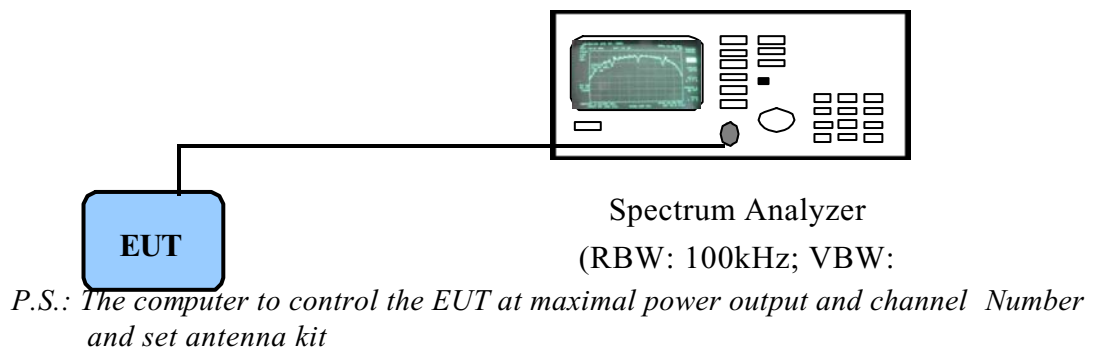 EUT
Spectrum Analyzer
(RBW: 100kHz; VBW:
P.S.: The computer to control the EUT at maximal power output and channel Number
and set antenna kit